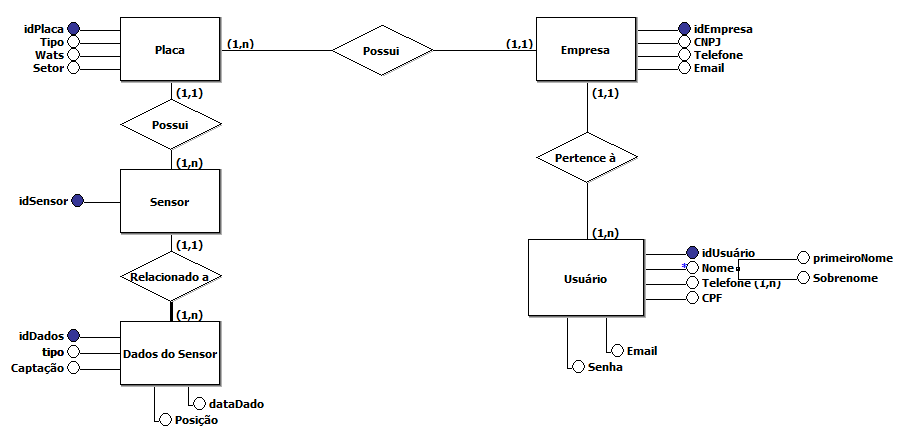 idPlaca
Tipo
Wats
Setor
Placa
(1,n)
Possui
(1,1)
Empresa
idEmpresa
CNPJ
Telefone
Email
(1,1)
Possui
(1,n)
(1,1)
Pertence à
(1,n)
idSensor
Sensor
(1,1)
Relacionado a
(1,n)
Usuário
idUsuário
* Nome
primeiroNome
Sobrenome
Telefone (1,n)
CPF
Email
Senha
idDados
tipo
Captação
Dados do Sensor
dataDado
Posição